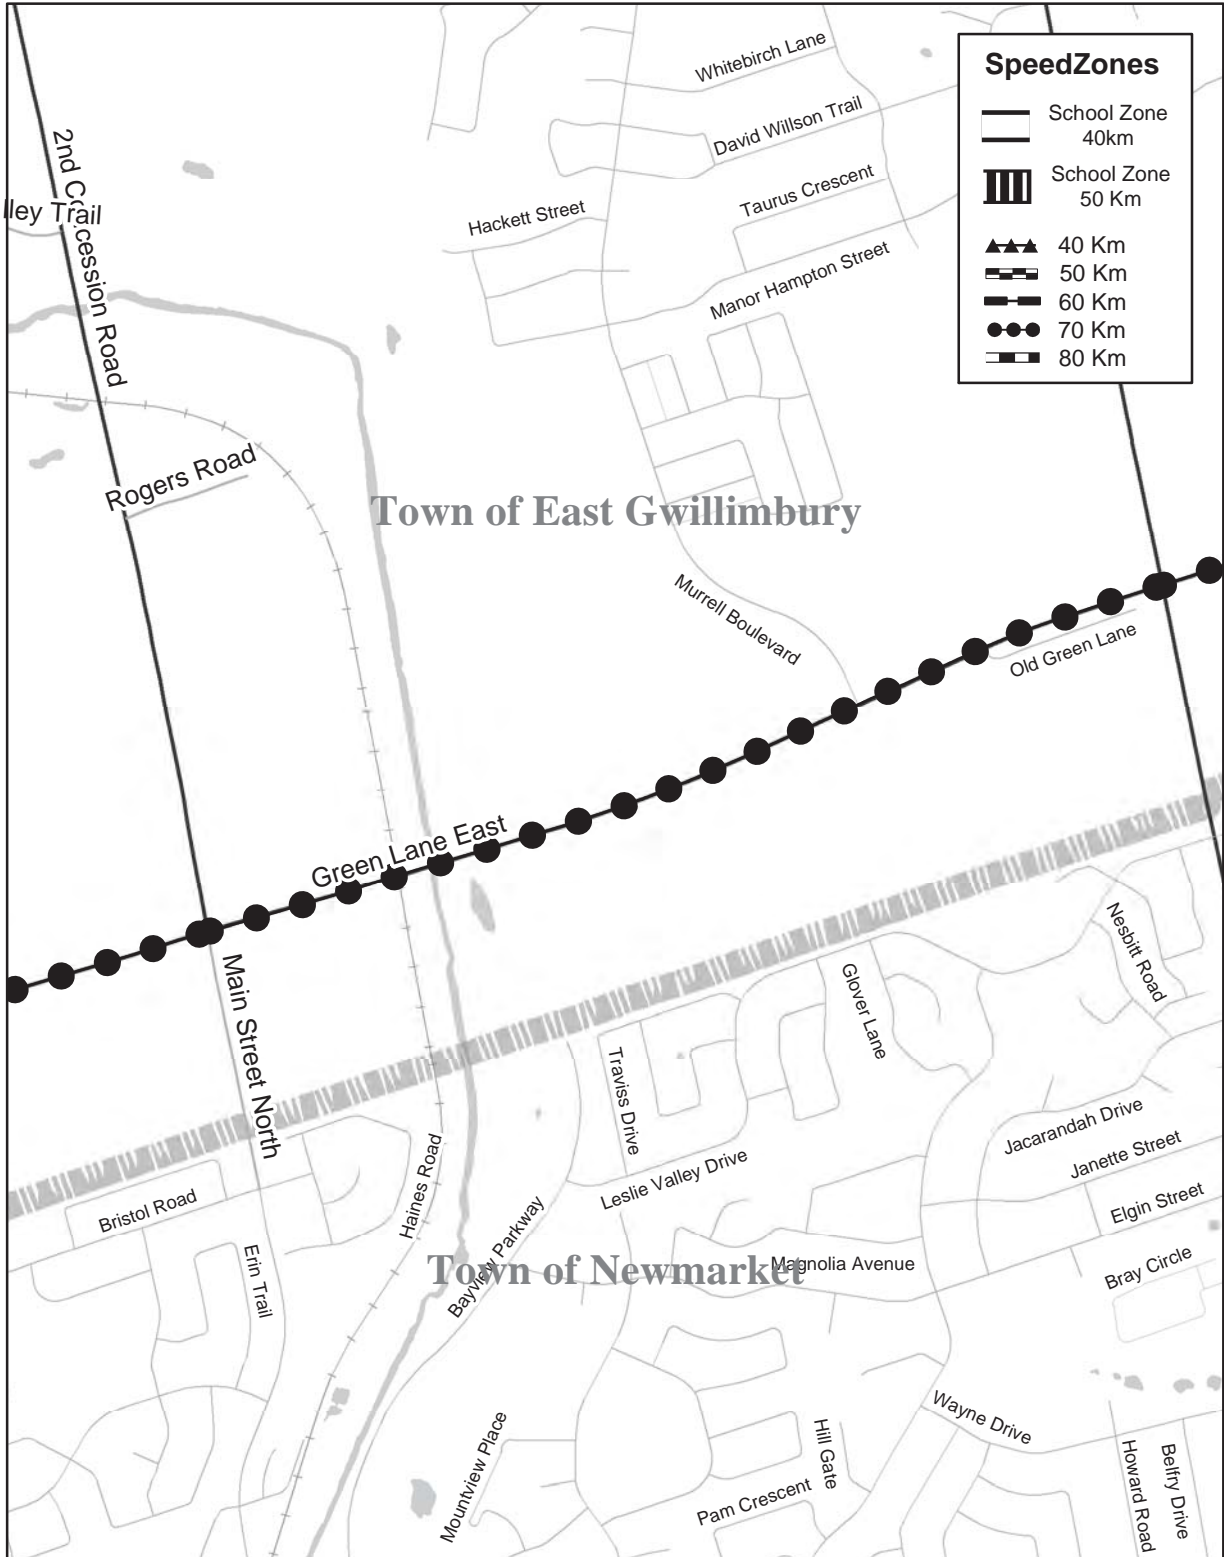 SpeedZones
School Zone
40km
School Zone
50 Km
40 Km
50 Km
60 Km
70 Km
80 Km
Whitebirch Lane
David Willson Trail
Taurus Crescent
Hackett Street
Manor Hampton Street
2nd Concession Road
lley Trail
Rogers Road
Town of East Gwillimbury
Murrell Boulevard
Old Green Lane
Green Lane East
Main Street North
Nesbitt Road
Glover Lane
Traviss Drive
Jacarandah Drive
Janette Street
Elgin Street
Leslie Valley Drive
Haines Road
Bristol Road
Bayview Parkway
Erin Trail
Town of Newmarket
Magnolia Avenue
Bray Circle
Wayne Drive
Mountview Place
Hill Gate
Pam Crescent
Howard Road
Belfry Drive